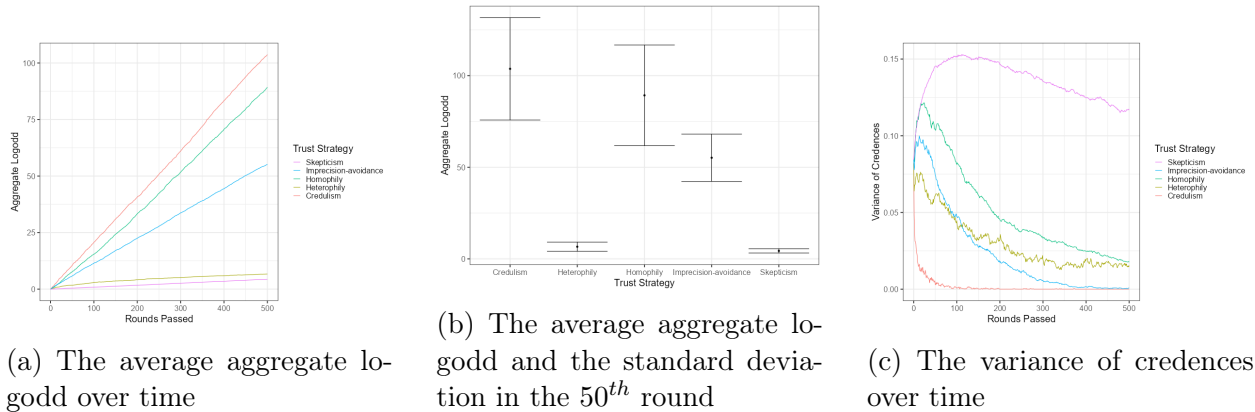 100
75
50
25
0
Aggregate Logodd
0
100
200
300
400
500
Rounds Passed
Trust Strategy
Skepticism
Imprecision-avoidance
Homophily
Heterophily
Credulism
(a) The average aggregate lo-
godd over time
100
50
0
Aggregate Logodd
Credulism
Heterophily
Homophily
Imprecision-avoidance
Skepticism
Trust Strategy
(b) The average aggregate lo-
godd and the standard devia-
tion in the 50th round
0.15
0.10
0.05
0.00
Variance of Credences
0
100
200
300
400
500
Rounds Passed
Trust Strategy
Skepticism
Imprecision-avoidance
Homophily
Heterophily
Credulism
(c) The variance of credences
over time